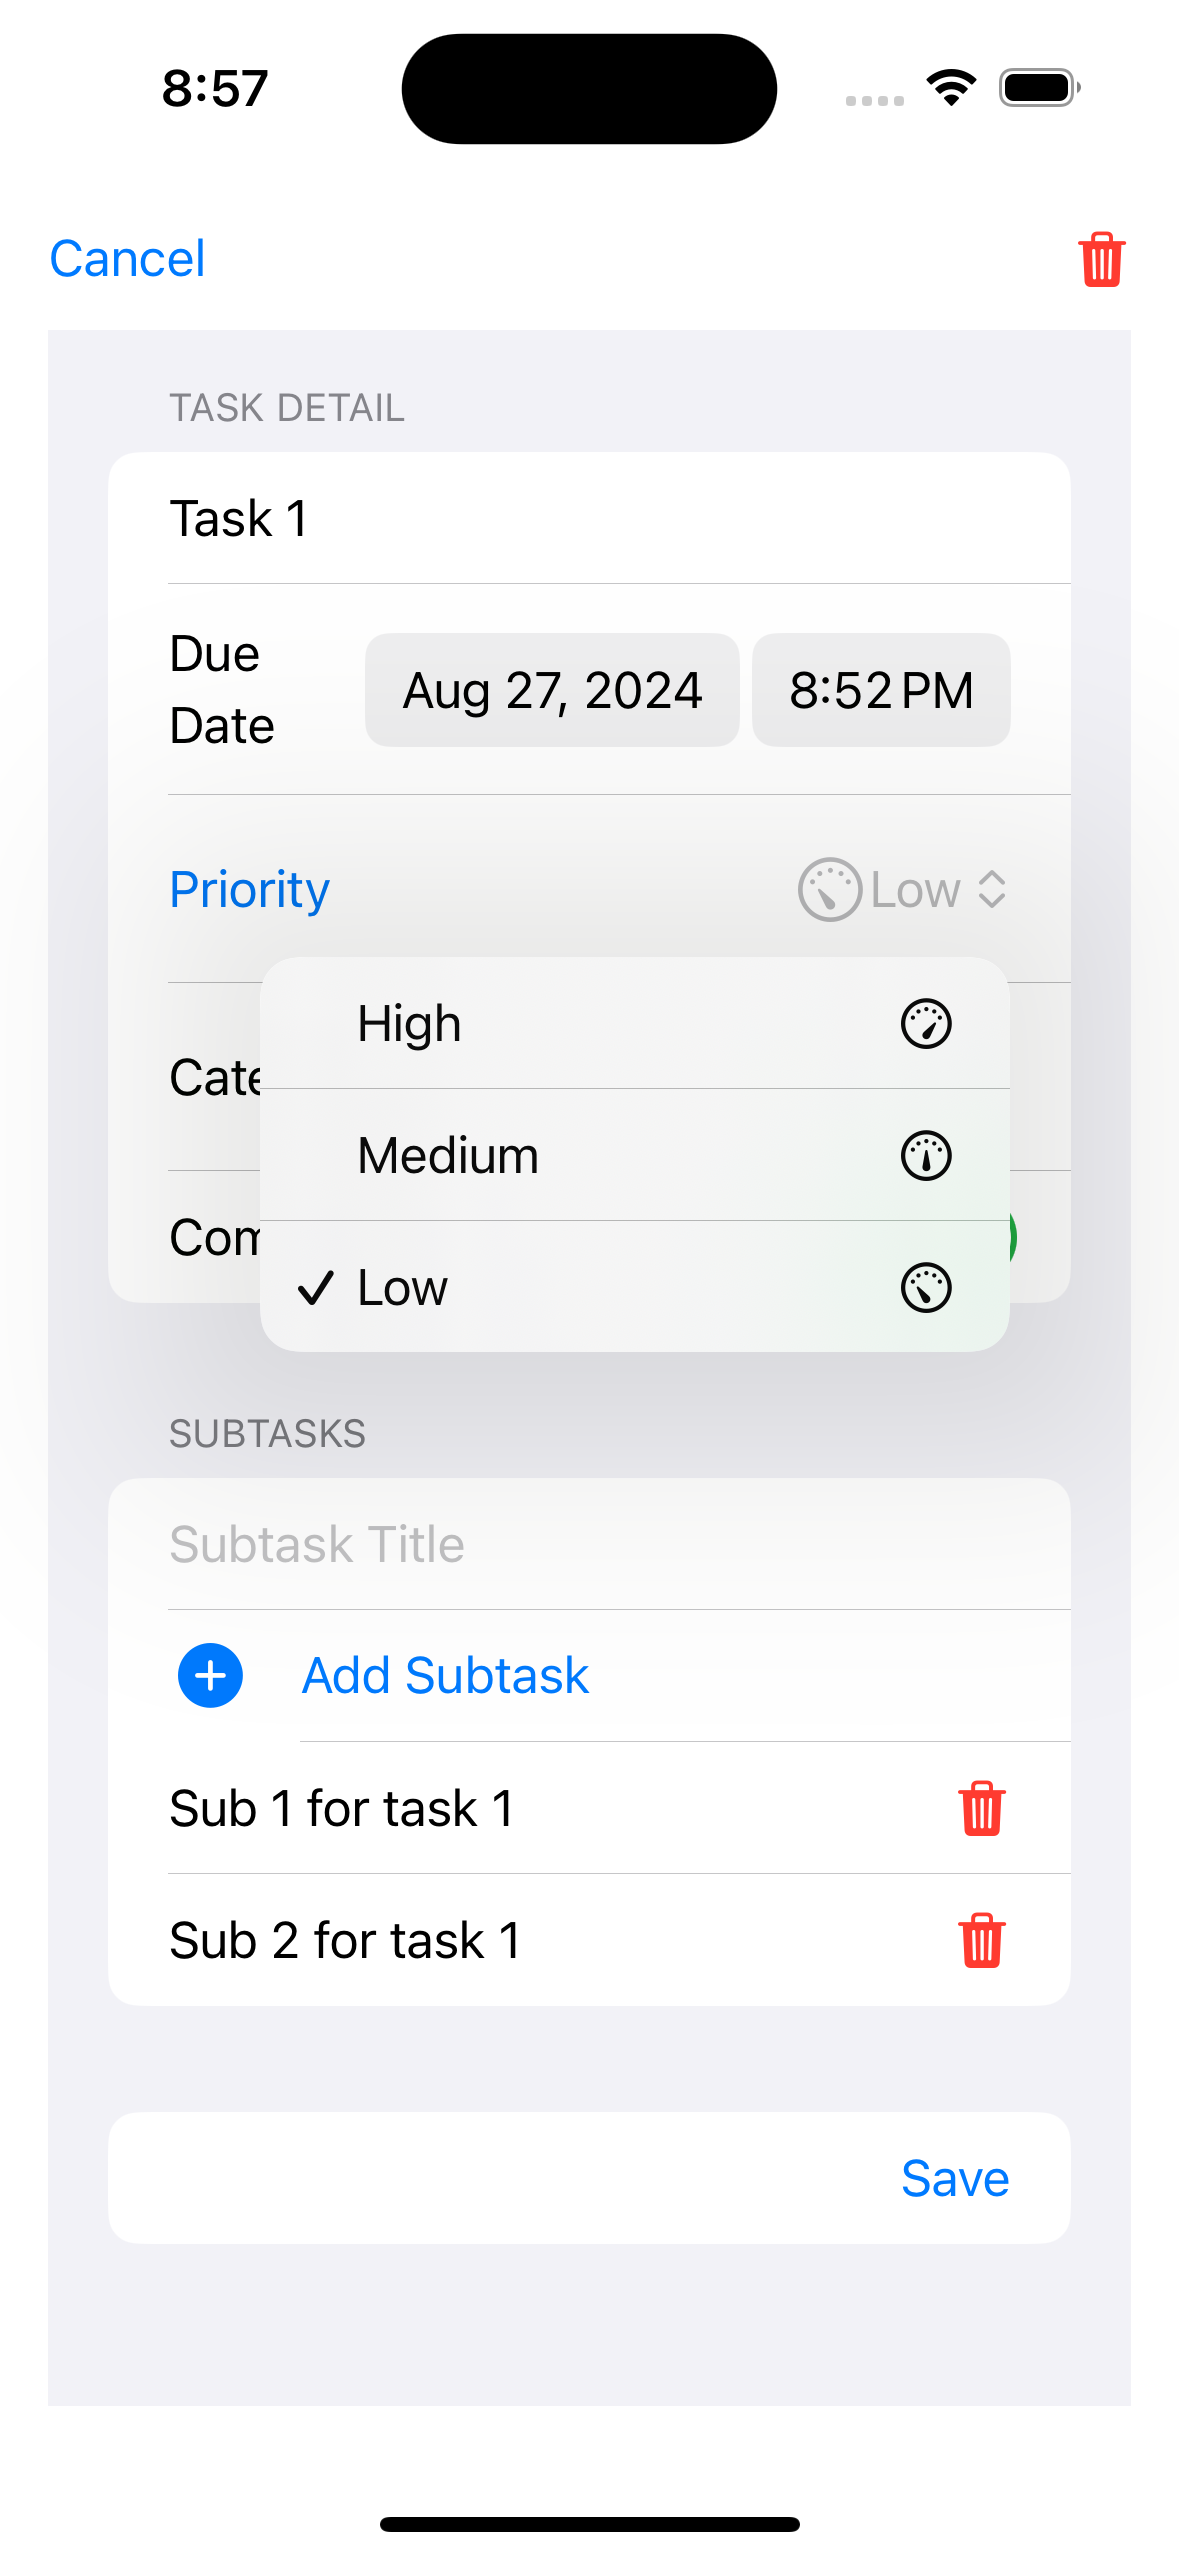 8:57
Cancel
TASK DETAIL
Task 1
Due
Date
Aug 27, 2024
8:52 PM
Priority
Low
High
Cate
Medium
Com
Low
SUBTASKS
Subtask Title
Add Subtask
Sub 1 for task 1
Sub 2 for task 1
Save